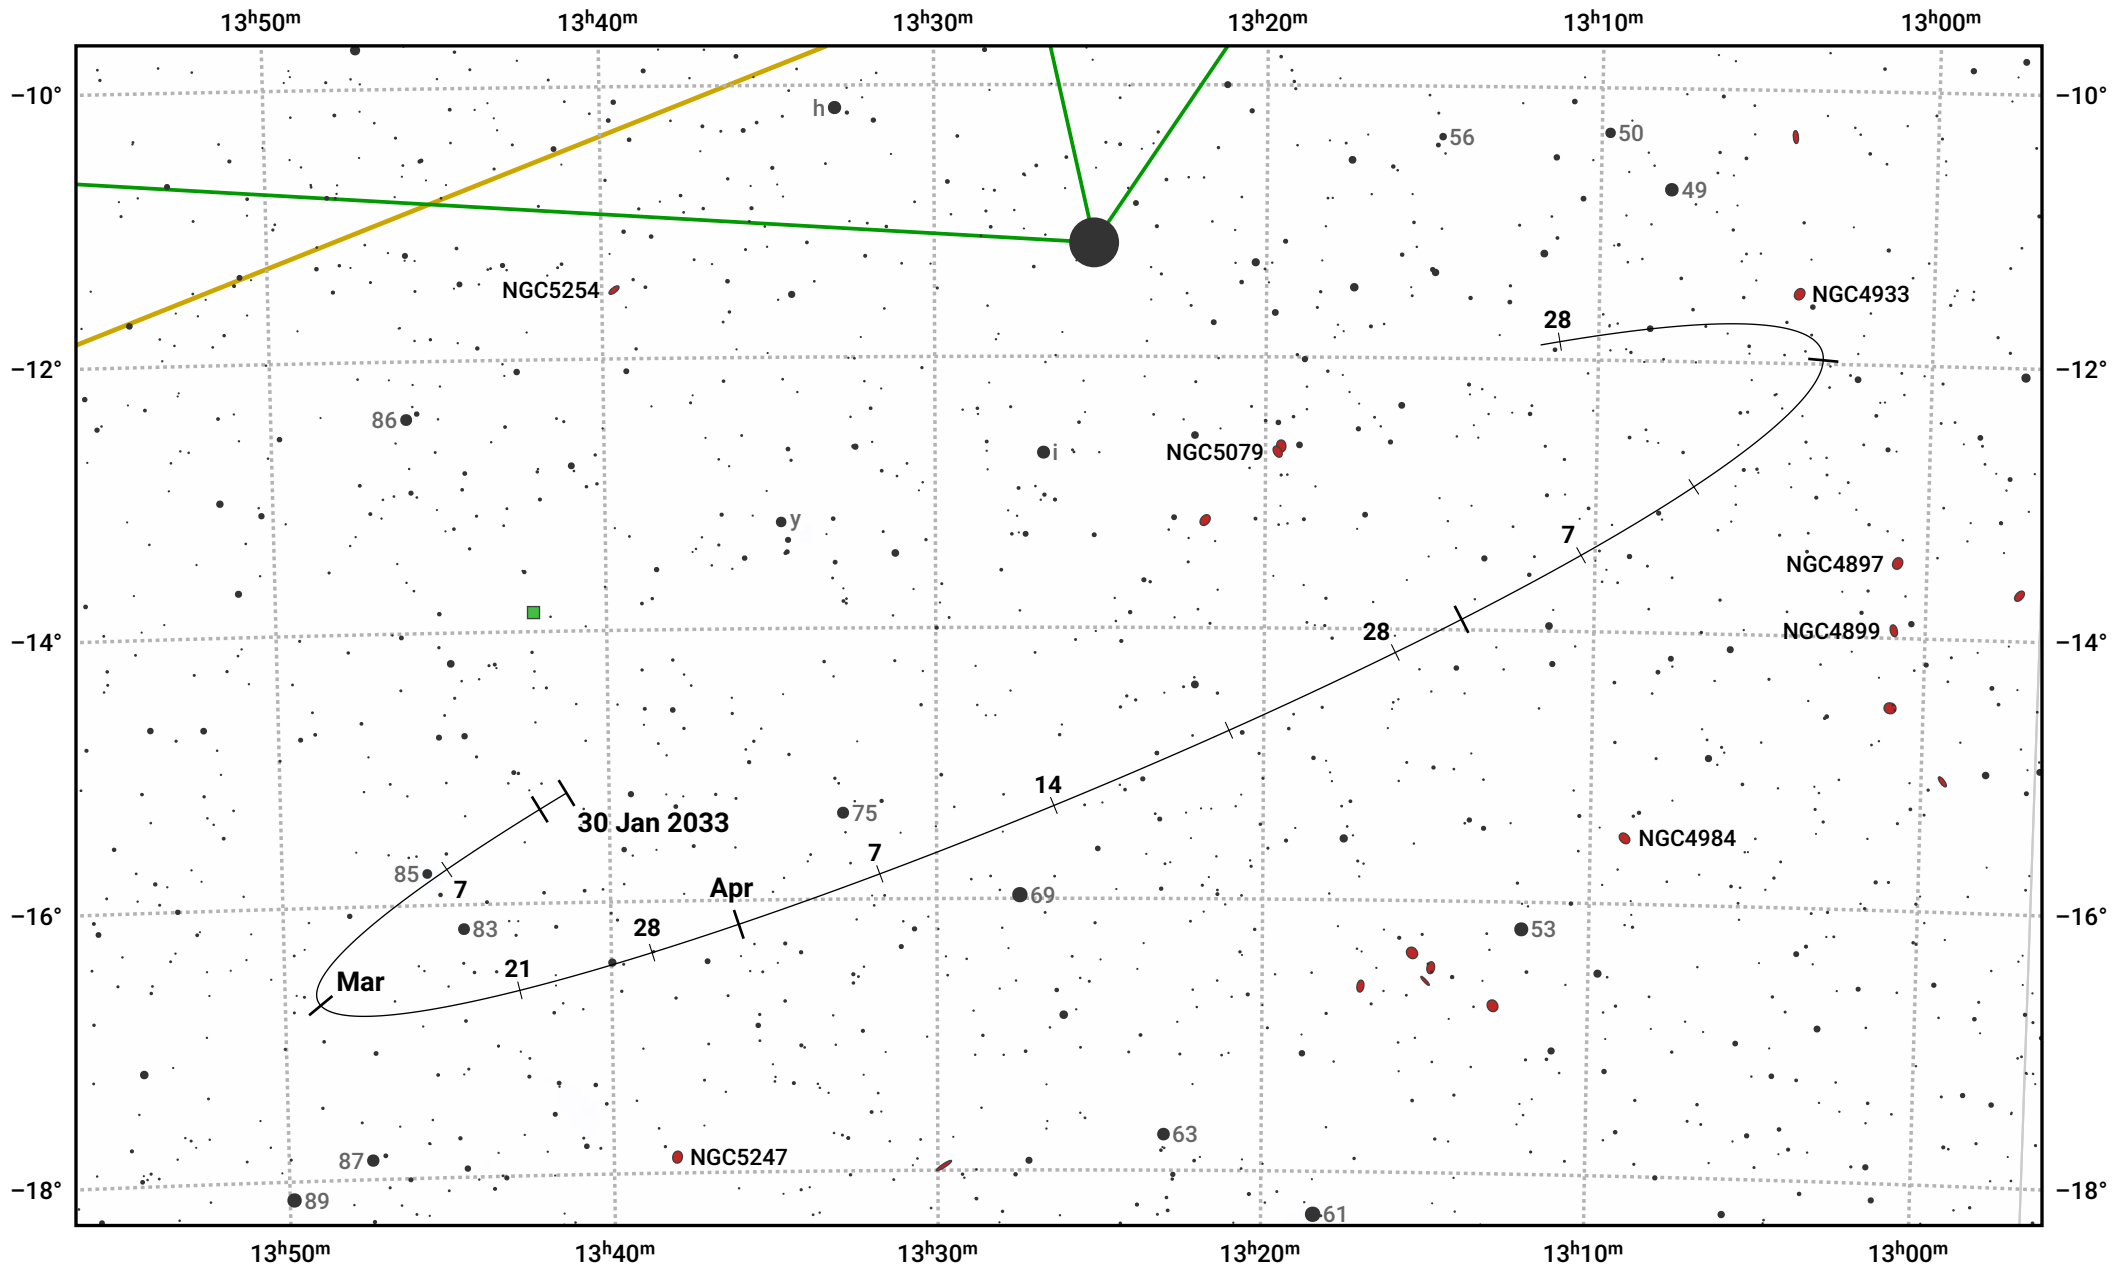 13ʰ50ᵐ 13ʰ40ᵐ 13ʰ30ᵐ 13ʰ20ᵐ 13ʰ10ᵐ 13ʰ00ᵐ
−10° −10°
h
56
50
49
NGC5254
NGC4933
28
−12° −12°
86
i
NGC5079
y
7
NGC4897
28
NGC4899
−14° −14°
14
75
30 Jan 2033
NGC4984
7
85
7
Apr
69
−16° −16°
28
83
53
21
Mar
63
NGC5247
87
−18° −18°
89
61
13ʰ50ᵐ 13ʰ40ᵐ 13ʰ30ᵐ 13ʰ20ᵐ 13ʰ10ᵐ 13ʰ00ᵐ